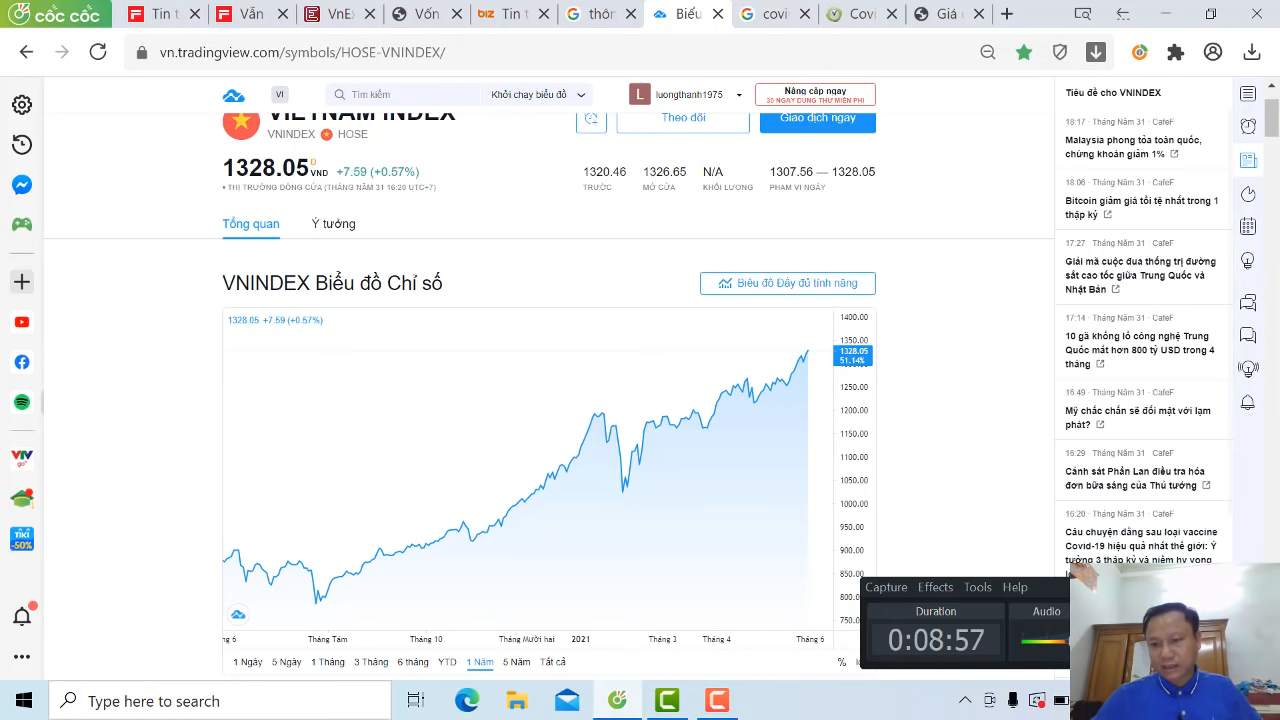 CỐC CỐC
Tin t
Vẫn
VnEx
Vốn
biz
Tin t
thôn
Biểu
covi
Cov
Giá
vn.tradingview.com/symbols/HOSE-VNINDEX/
VI
Tìm kiếm
Khởi chạy biểu đồ
L
luongthanh1975
Nâng cấp ngay
30 NGÀY DÙNG THỬ MIỄN PHÍ
VIETNAM INDEX
VNINDEX HOSE
Theo dõi
Giao dịch ngay
1328.05 D VND +7.59 (+0.57%)
• THỊ TRƯỜNG ĐÓNG CỬA (THÁNG NĂM 31 16:20 UTC+7)
1320.46 1326.65 N/A 1307.56 — 1328.05
TRƯỚC MỞ CỬA KHỐI LƯỢNG PHẠM VI NGÀY
Tổng quan
Ý tưởng
VNINDEX Biểu đồ Chỉ số
Biểu đồ Đầy đủ tính năng
1328.05 +7.59 (+0.57%)
1400.00
1350.00
1328.05
51.14%
1250.00
1200.00
1150.00
1100.00
1050.00
1000.00
950.00
900.00
850.00
800.0
750.0
ng 6 Tháng Tám Tháng 10 Tháng Mười hai 2021 Tháng 3 Tháng 4 Tháng 6
1 Ngày 5 Ngày 1 Tháng 3 Tháng 6 tháng YTD 1 Năm 5 Năm Tất cả
%
Tiêu đề cho VNINDEX
18:17 · Tháng Năm 31 · CafeF
Malaysia phong tỏa toàn quốc,
chứng khoán giảm 1%
18:06 · Tháng Năm 31 · CafeF
Bitcoin giảm giá tồi tệ nhất trong 1
thập kỷ
17:27 · Tháng Năm 31 · CafeF
Giải mã cuộc đua thống trị đường
sắt cao tốc giữa Trung Quốc và
Nhật Bản
17:14 · Tháng Năm 31 · CafeF
10 gã khổng lồ công nghệ Trung
Quốc mất hơn 800 tỷ USD trong 4
tháng
16:49 · Tháng Năm 31 · CafeF
Mỹ chắc chắn sẽ đối mặt với lạm
phát?
16:29 · Tháng Năm 31 · CafeF
Cảnh sát Phần Lan điều tra hóa
đơn bữa sáng của Thủ tướng
16:20 · Tháng Năm 31 · CafeF
Câu chuyện đằng sau loại vaccine
Covid-19 hiệu quả nhất thế giới: Ý
tưởng 3 thập kỷ và niềm hy vọng
VTV
go
TIKI
-50%
Capture Effects Tools Help
Duration
Audio
0:08:57
Type here to search